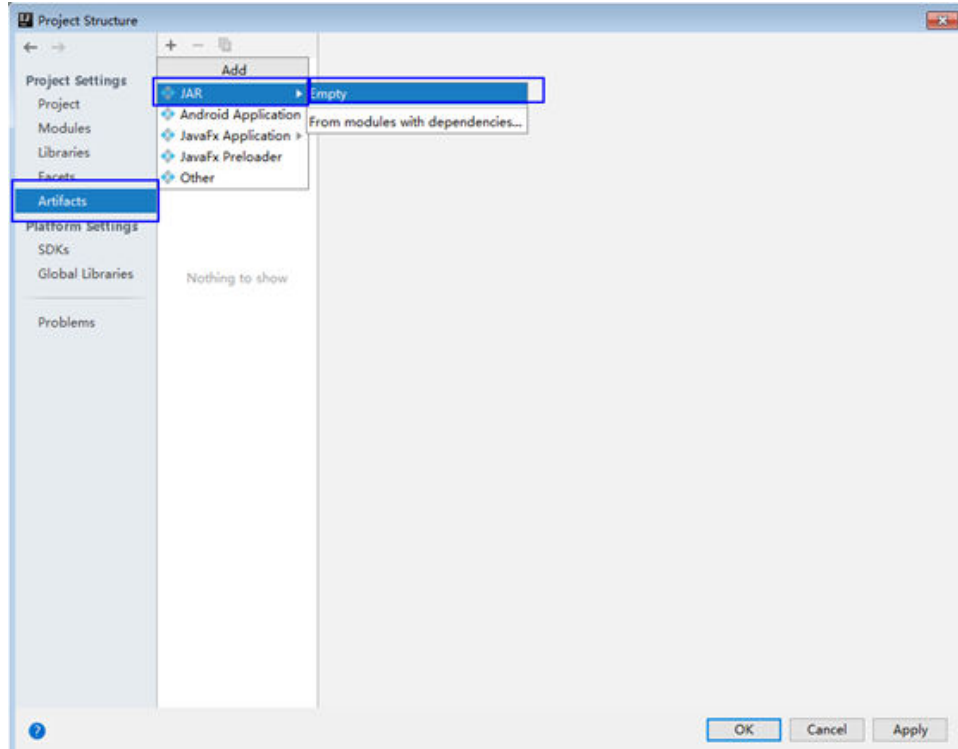 Project Structure
Project Settings
Project
Modules
Libraries
Facets
Artifacts
Platform Settings
SDKs
Global Libraries
Problems
Add
JAR
Android Application
JavaFx Application
JavaFx Preloader
Other
Empty
From modules with dependencies...
Nothing to show
OK
Cancel
Apply